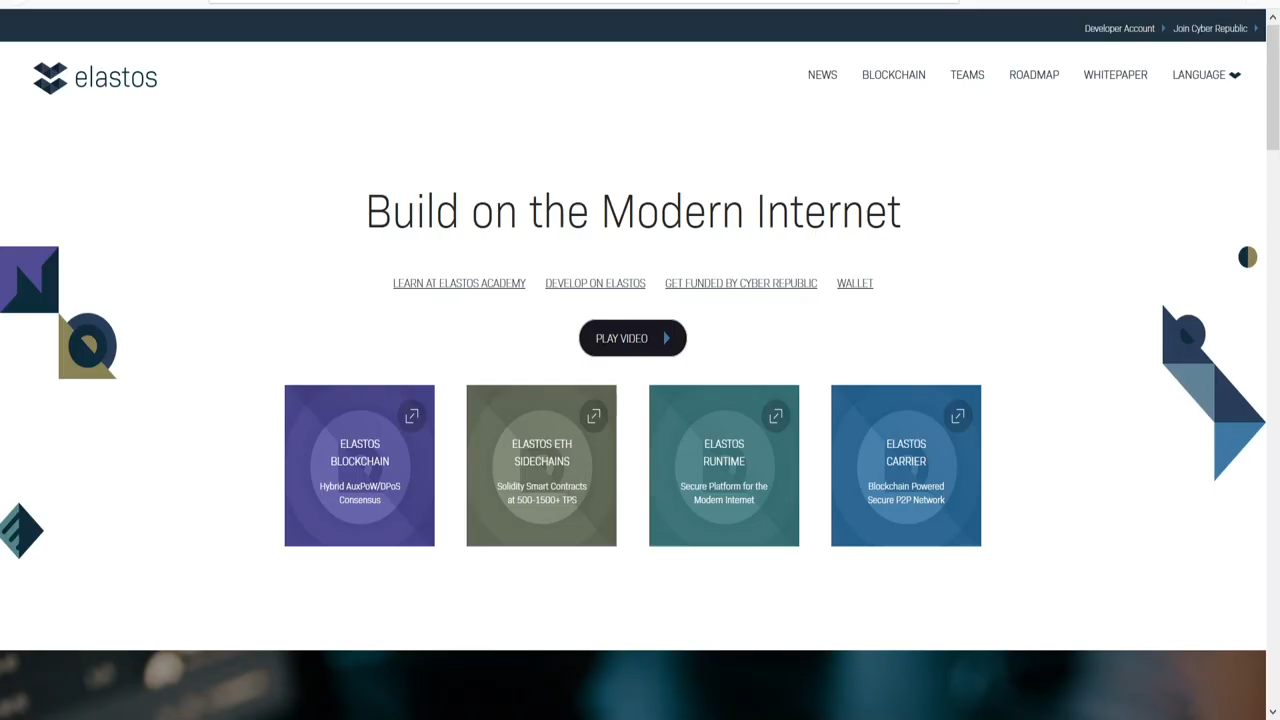 Developer Account Join Cyber Republic
elastos
NEWS BLOCKCHAIN TEAMS ROADMAP WHITEPAPER LANGUAGE
Build on the Modern Internet
LEARN AT ELASTOS ACADEMY DEVELOP ON ELASTOS GET FUNDED BY CYBER REPUBLIC WALLET
PLAY VIDEO
ELASTOS
BLOCKCHAIN
Hybrid AuxPoW/DPoS
Consensus
ELASTOS ETH
SIDECHAINS
Solidity Smart Contracts
at 500-1500+ TPS
ELASTOS
RUNTIME
Secure Platform for the
Modern Internet
ELASTOS
CARRIER
Blockchain Powered
Secure P2P Network